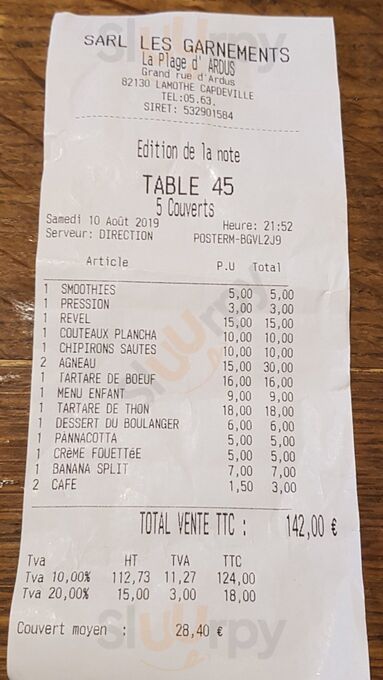 SARL LES GARNEMENTS
La Plage d' ARDUS
Grand rue d'Ardus
82130 LAMOTHE CAPDEVILLE
TEL:05.63.
SIRET: 532901584
Edition de la note
TABLE 45
5 Couverts
Samedi 10 Août 2019 Heure: 21:52
Serveur: DIRECTION POSTERM-BGVL2J9
Article P.U Total
1 SMOOTHIES 5,00 5,00
1 PRESSION 3,00 3,00
1 REVEL 15,00 15,00
1 COUTEAUX PLANCHA 10,00 10,00
1 CHIPIRONS SAUTES 10,00 10,00
2 AGNEAU 15,00 30,00
1 TARTARE DE BOEUF 16,00 16,00
1 MENU ENFANT 9,00 9,00
1 TARTARE DE THON 18,00 18,00
1 DESSERT DU BOULANGER 6,00 6,00
1 PANNACOTTA 5,00 5,00
1 CRèME FOUETTéE 5,00 5,00
1 BANANA SPLIT 7,00 7,00
2 CAFE 1,50 3,00
TOTAL VENTE TTC : 142,00 €
Tva HT TVA TTC
Tva 10,00% 112,73 11,27 124,00
Tva 20,00% 15,00 3,00 18,00
Couvert moyen : 28,40 €
Sluurpy
Sluurpy
Sluurpy